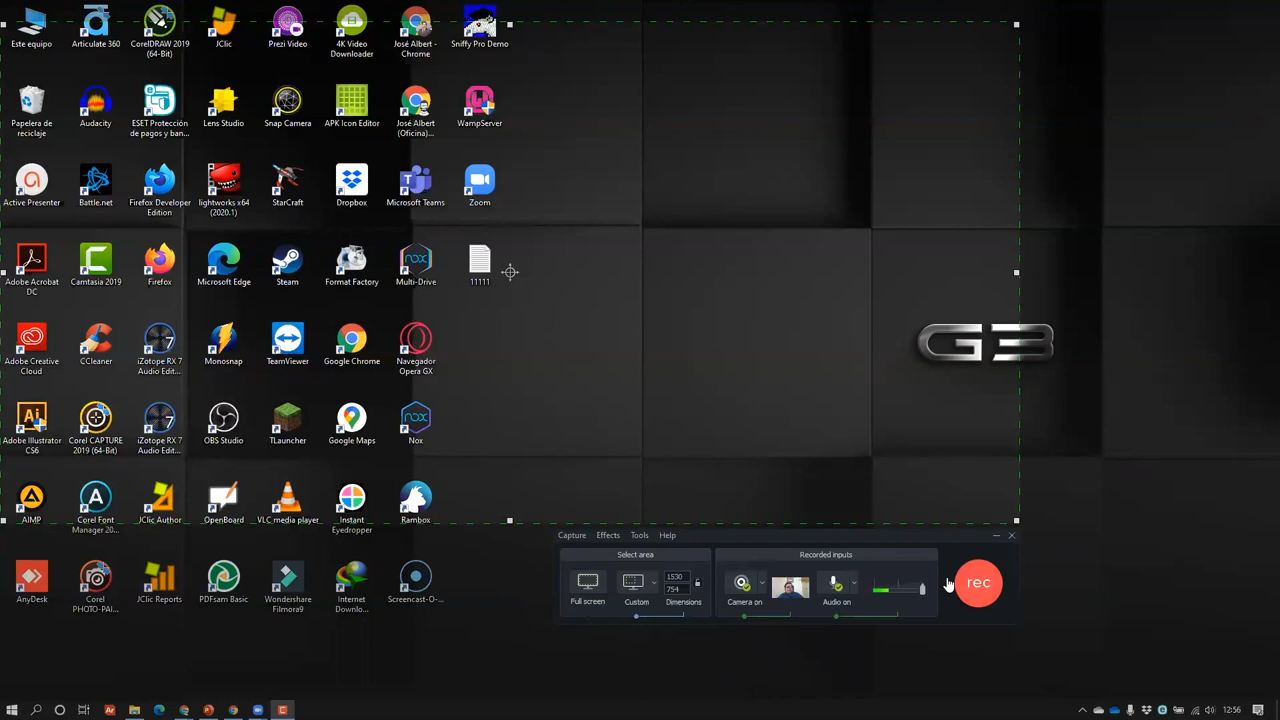 Este equipo
Articulate 360
CorelDRAW 2019
(64-Bit)
JClic
Prezi Video
4K Video
Downloader
José Albert -
Chrome
Sniffy Pro Demo
Papelera de
reciclaje
Audacity
ESET Protección
de pagos y ban...
Lens Studio
Snap Camera
APK Icon Editor
José Albert
(Oficina)...
WampServer
Active Presenter
Battle.net
Firefox Developer
Edition
lightworks x64
(2020.1)
StarCraft
Dropbox
Microsoft Teams
Zoom
Adobe Acrobat
DC
Camtasia 2019
Firefox
Microsoft Edge
Steam
Format Factory
Multi-Drive
11111
Adobe Creative
Cloud
CCleaner
iZotope RX 7
Audio Edit...
Monosnap
TeamViewer
Google Chrome
Navegador
Opera GX
G3
Adobe Illustrator
CS6
Corel CAPTURE
2019 (64-Bit)
iZotope RX 7
Audio Edit...
OBS Studio
TLauncher
Google Maps
Nox
AIMP
Corel Font
Manager 20...
JClic Author
OpenBoard
VLC media player
Instant
Eyedropper
Rambox
AnyDesk
Corel
PHOTO-PAI...
JClic Reports
PDFsam Basic
Wondershare
Filmora9
Internet
Downlo...
Screencast-O-...
Capture Effects Tools Help
Select area
Recorded inputs
1530
754
Full screen
Custom
Dimensions
Camera on
Audio on
rec
12:56